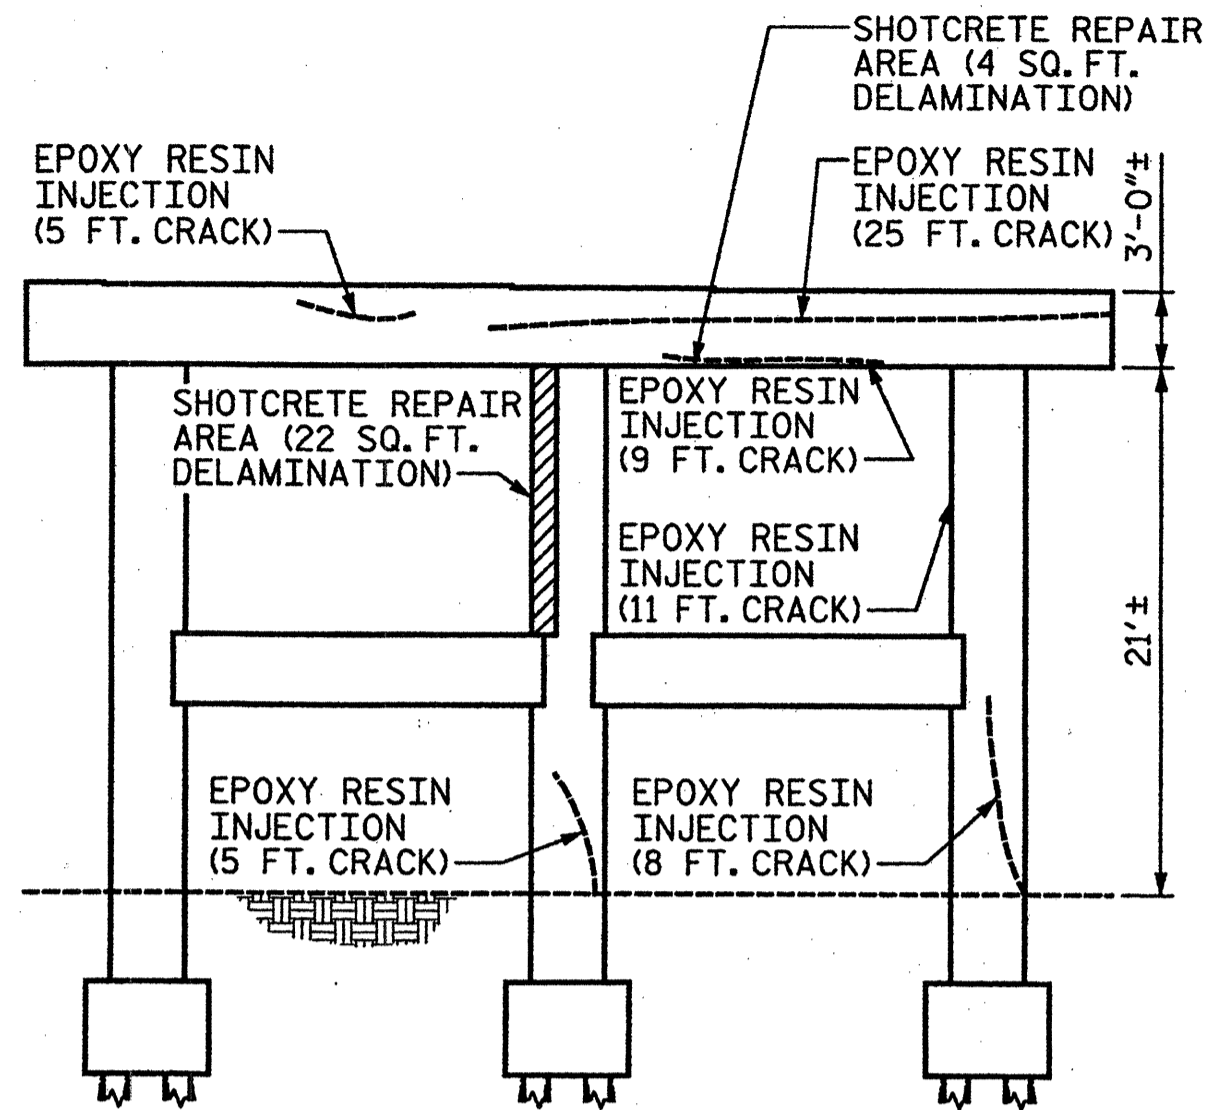 SHOTCRETE REPAIR
AREA (4 SQ. FT.
DELAMINATION)
EPOXY RESIN
INJECTION
(5 FT. CRACK)
EPOXY RESIN
INJECTION
(25 FT. CRACK)
3'-0"±
SHOTCRETE REPAIR
AREA (22 SQ. FT.
DELAMINATION)
EPOXY RESIN
INJECTION
(9 FT. CRACK)
EPOXY RESIN
INJECTION
(11 FT. CRACK)
21'±
EPOXY RESIN
INJECTION
(5 FT. CRACK)
EPOXY RESIN
INJECTION
(8 FT. CRACK)